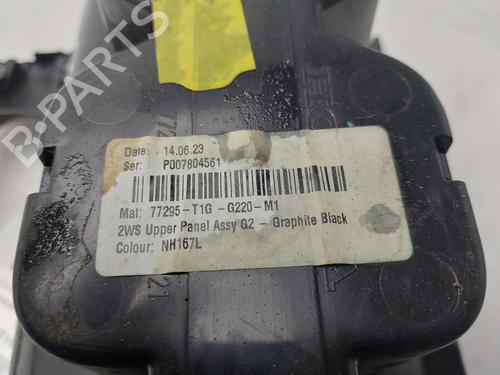 B-PARTS
Date: 14.06.23
Ser: P007804561
Mat: 77295-T1G -G220-M1
2WS Upper Panel Assy G2 - Graphite Black
Colour: NH167L
21